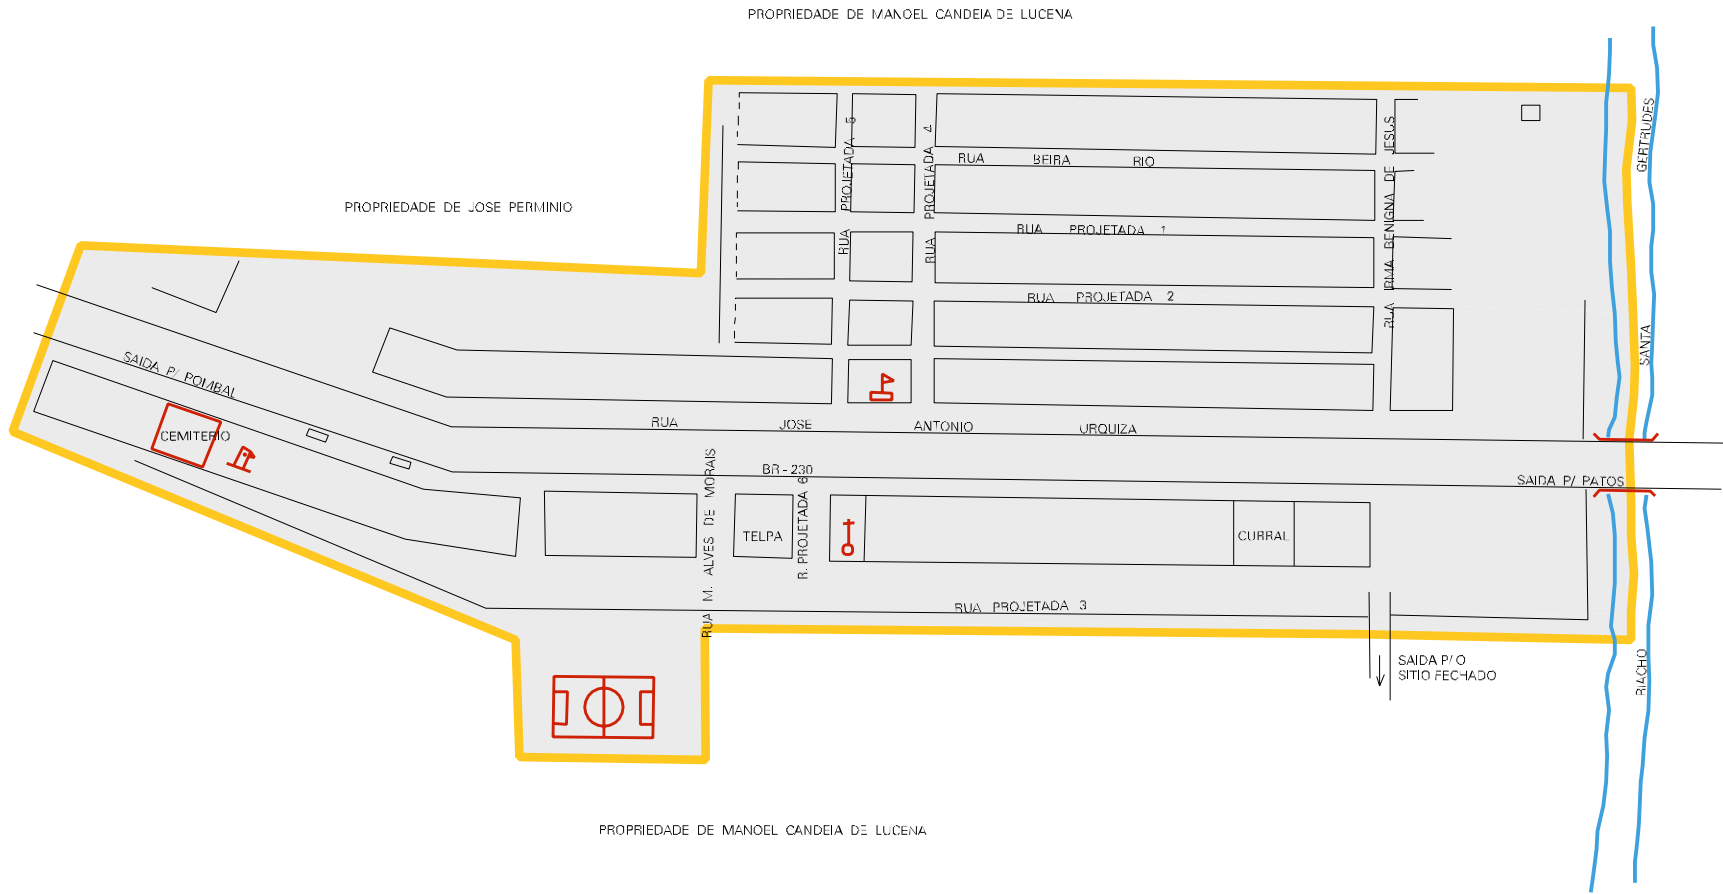 PROPRIEDADE DE MANOEL CANDEIA DE LUCENA
PROPRIEDADE DE JOSE PERMINIO
RUA PROJETADA 5
RUA PROJETADA 4
RUA BEIRA RIO
RUA PROJETADA 1
RUA PROJETADA 2
RUA IRMA BENIGNA DE JESUS
RIACHO SANTA GERTRUDES
SAIDA P/ POMBAL
CEMITERIO
RUA JOSE ANTONIO URQUIZA
BR - 230
SAIDA P/ PATOS
RUA M. ALVES DE MORAIS
TELPA
R. PROJETADA 6
CURRAL
RUA PROJETADA 3
SAIDA P/ O
SITIO FECHADO
PROPRIEDADE DE MANOEL CANDEIA DE LUCENA